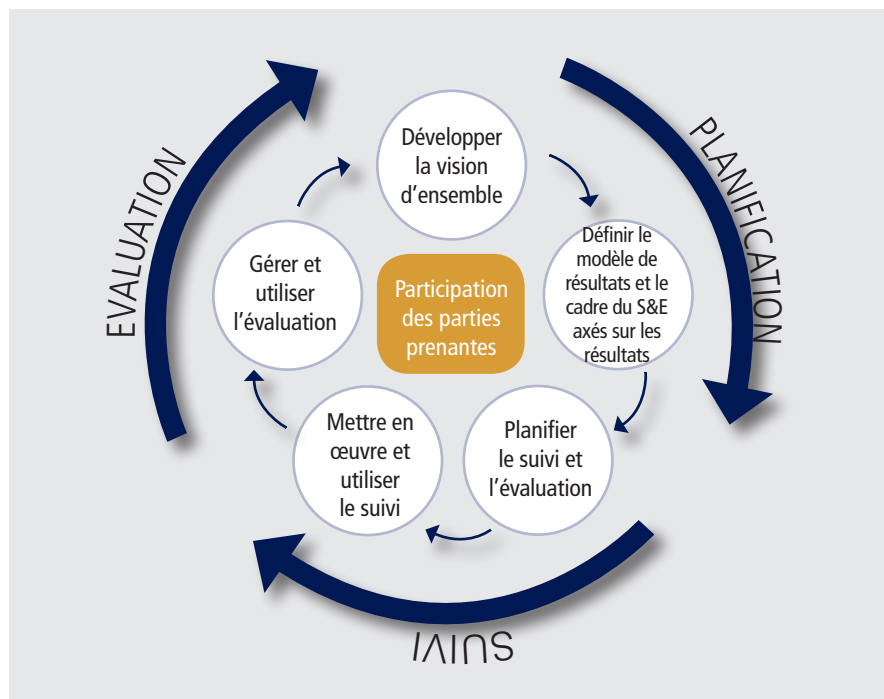 Développer
la vision
d'ensemble
PLANIFICATION
Définir le
modèle de
résultats et le
cadre du S&E
axés sur les
résultats
Planifier
le suivi et
l'évaluation
SUIVI
Mettre en
œuvre et
utiliser
le suivi
EVALUATION
Gérer et
utiliser
l'évaluation
Participation
des parties
prenantes